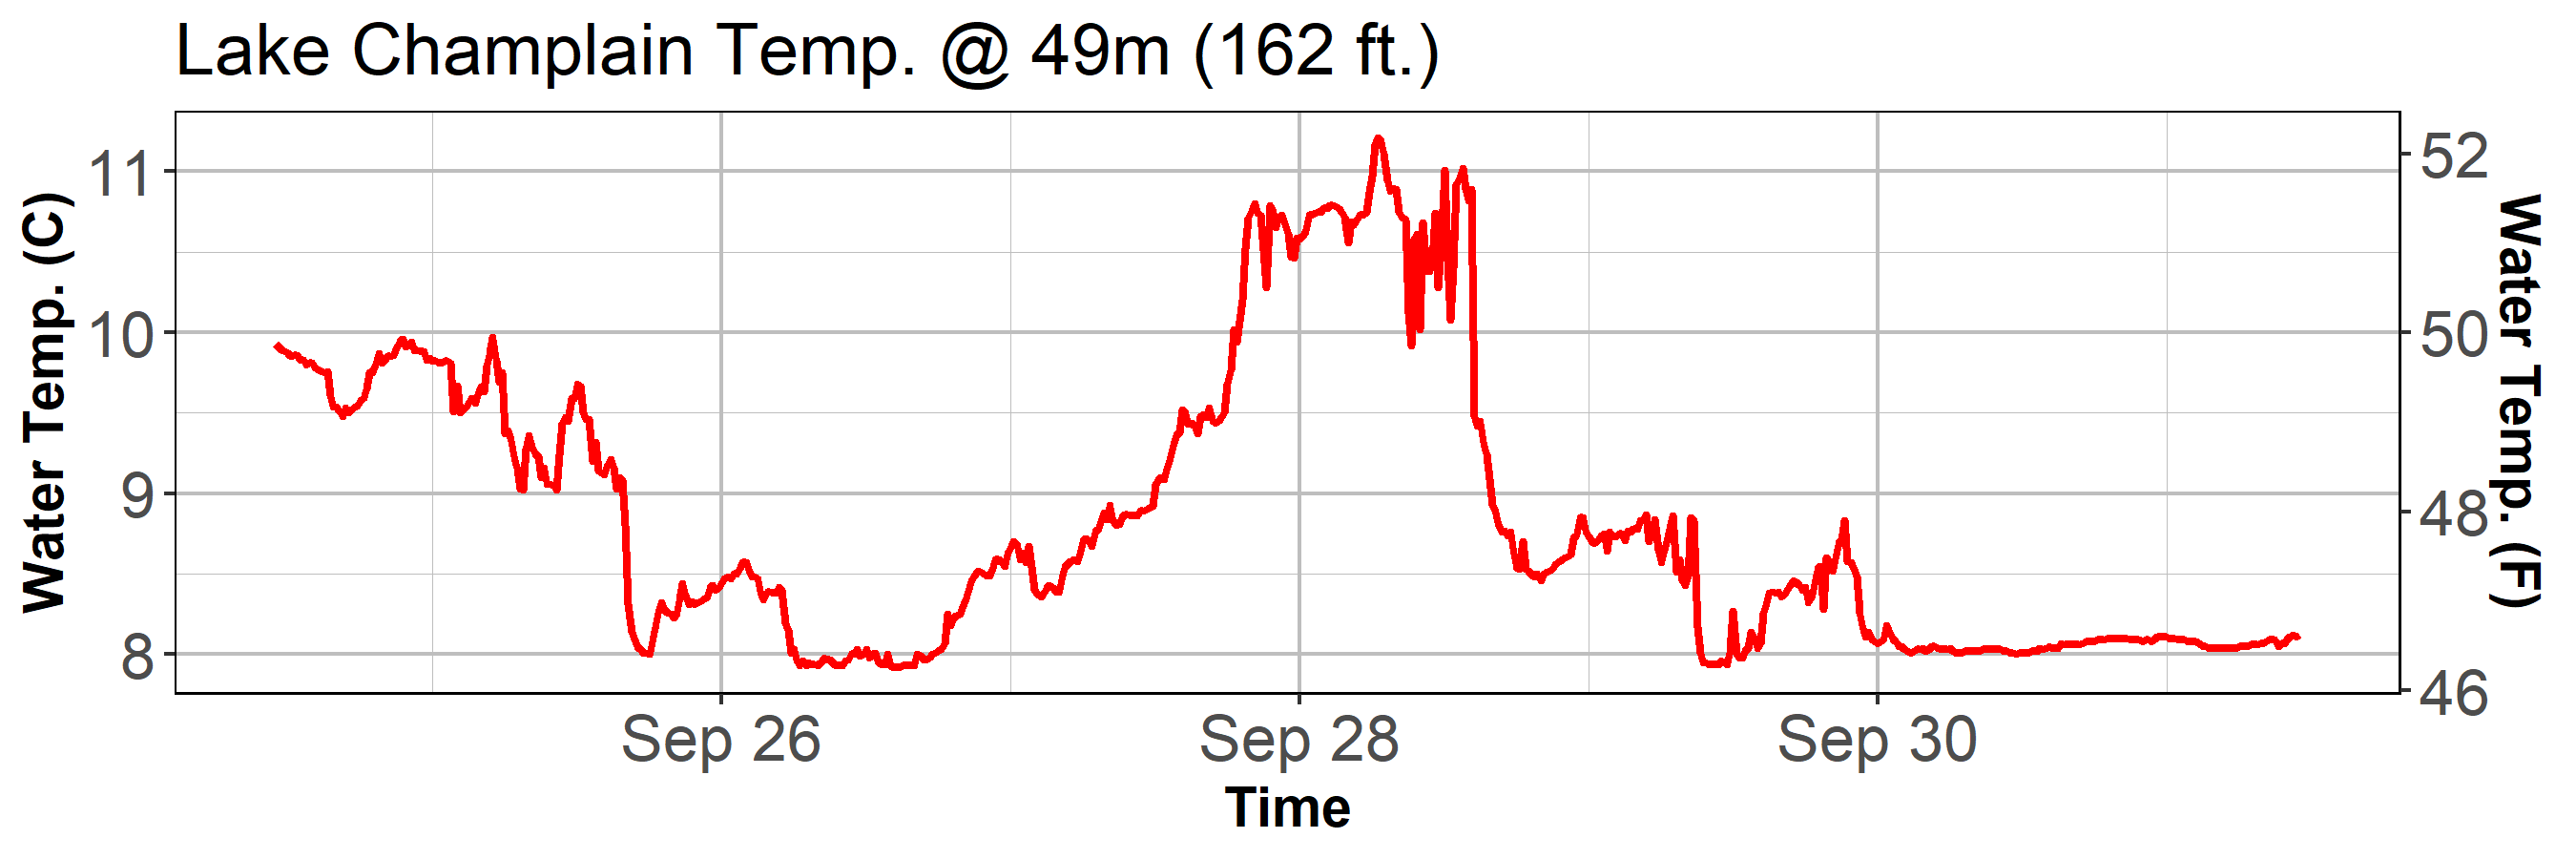 Lake Champlain Temp. @ 49m (162 ft.)
Water Temp. (C)
11
10
9
8
52
50
48
46
Water Temp. (F)
Sep 26 Sep 28 Sep 30
Time